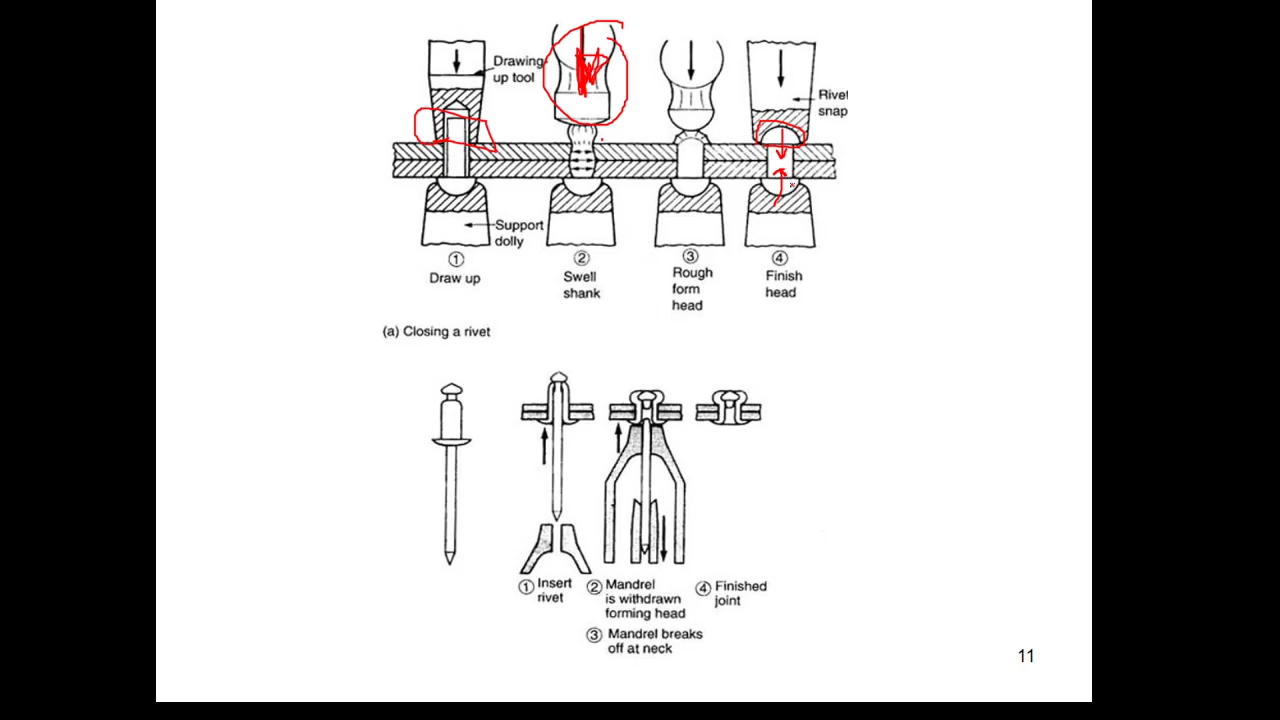 Drawing
up tool
Rivet
snap
Support
dolly
① ② ③ ④
Draw up
Swell
shank
Rough
form
head
Finish
head
(a) Closing a rivet
① Insert
rivet
② Mandrel
is withdrawn
forming head
③ Mandrel breaks
off at neck
④ Finished
joint
11